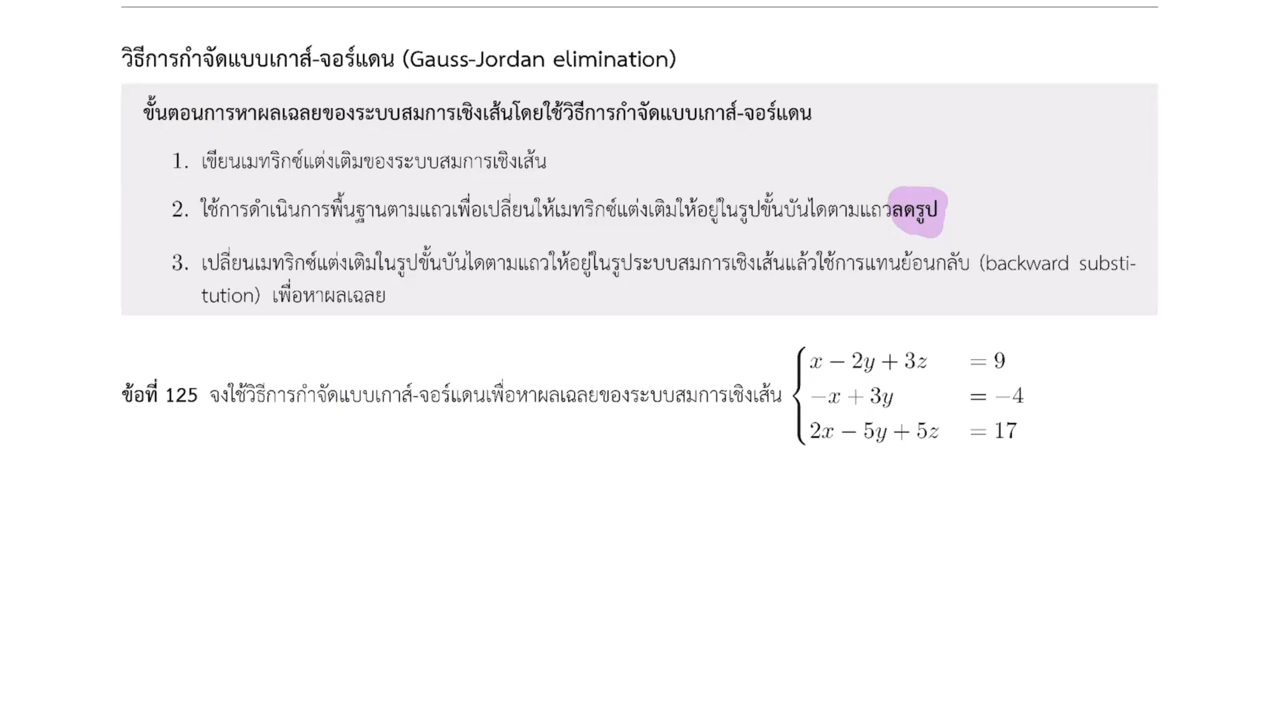 วิธีการกำจัดแบบเกาส์-จอร์แดน (Gauss-Jordan elimination)
ขั้นตอนการหาผลเฉลยของระบบสมการเชิงเส้นโดยใช้วิธีการกำจัดแบบเกาส์-จอร์แดน
1. เขียนเมทริกซ์แต่งเติมของระบบสมการเชิงเส้น
2. ใช้การดำเนินการพื้นฐานตามแถวเพื่อเปลี่ยนให้เมทริกซ์แต่งเติมให้อยู่ในรูปขั้นบันไดตามแถวลดรูป
3. เปลี่ยนเมทริกซ์แต่งเติมในรูปขั้นบันไดตามแถวให้อยู่ในรูประบบสมการเชิงเส้นแล้วใช้การแทนย้อนกลับ (backward substi-
tution) เพื่อหาผลเฉลย
ข้อที่ 125 จงใช้วิธีการกำจัดแบบเกาส์-จอร์แดนเพื่อหาผลเฉลยของระบบสมการเชิงเส้น
x − 2y + 3z = 9
−x + 3y = −4
2x − 5y + 5z = 17